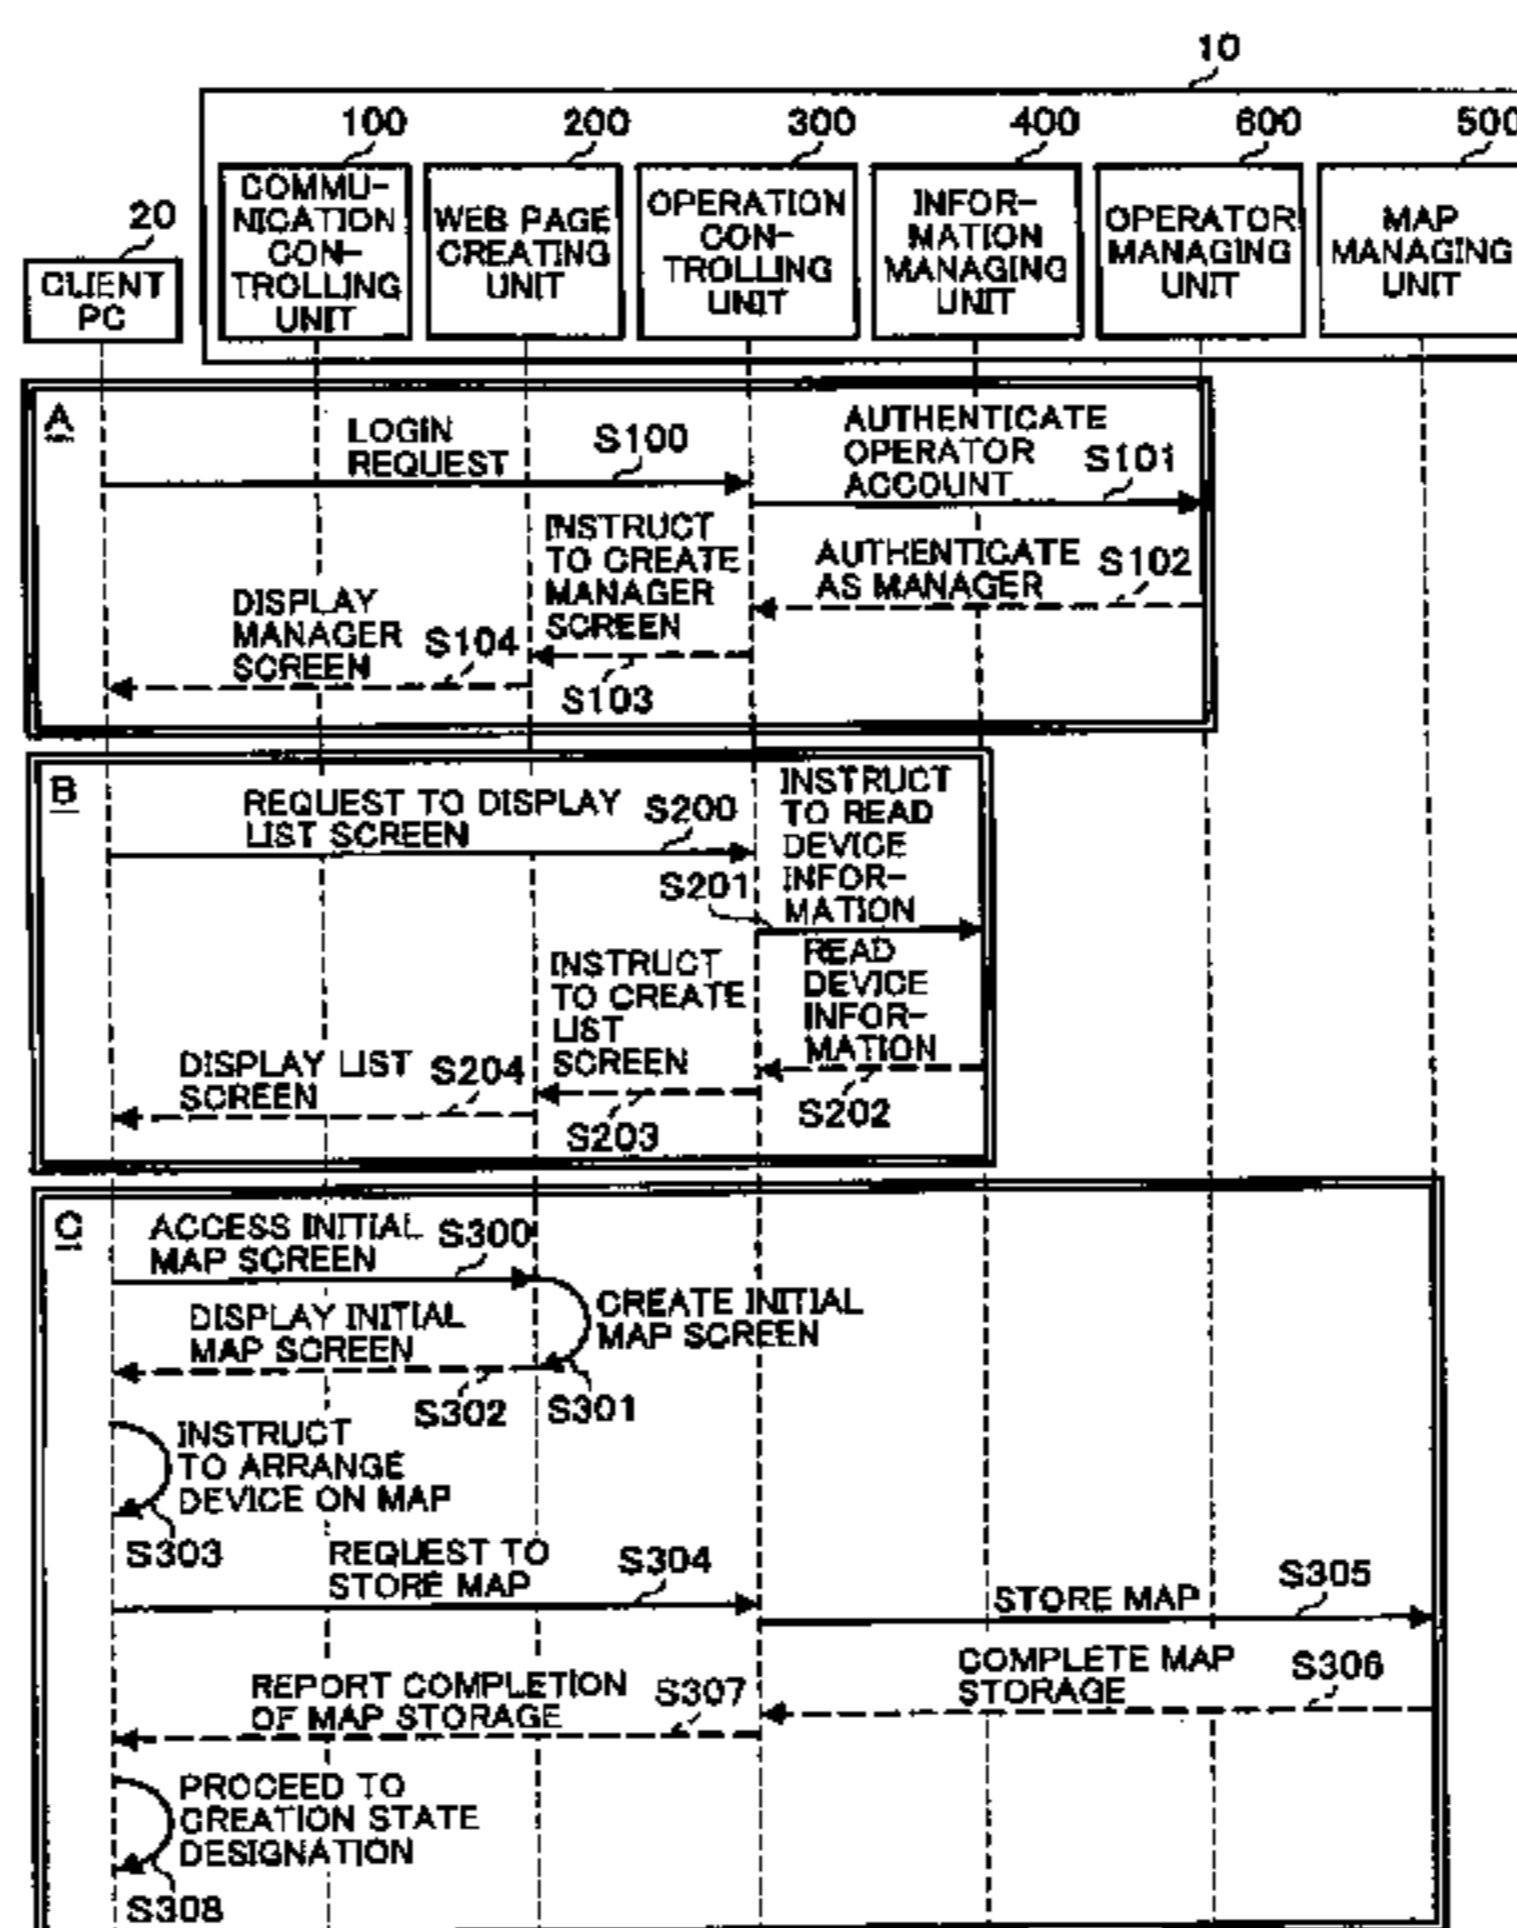 10
100
200
300
400
600
500
20
CLIENT
PC
COMMU-
NICATION
CON-
TROLLING
UNIT
WEB PAGE
CREATING
UNIT
OPERATION
CON-
TROLLING
UNIT
INFOR-
MATION
MANAGING
UNIT
OPERATOR
MANAGING
UNIT
MAP
MANAGING
UNIT
A
LOGIN
REQUEST
S100
AUTHENTICATE
OPERATOR
ACCOUNT
S101
AUTHENTICATE
AS MANAGER
S102
INSTRUCT
TO CREATE
MANAGER
SCREEN
S103
DISPLAY
MANAGER
SCREEN
S104
B
REQUEST TO DISPLAY
LIST SCREEN
S200
INSTRUCT
TO READ
DEVICE
INFOR-
MATION
S201
READ
DEVICE
INFOR-
MATION
S202
INSTRUCT
TO CREATE
LIST
SCREEN
S203
DISPLAY LIST
SCREEN
S204
C
ACCESS INITIAL
MAP SCREEN
S300
CREATE INITIAL
MAP SCREEN
S301
DISPLAY INITIAL
MAP SCREEN
S302
INSTRUCT
TO ARRANGE
DEVICE ON MAP
S303
REQUEST TO
STORE MAP
S304
STORE MAP
S305
COMPLETE MAP
STORAGE
S306
REPORT COMPLETION
OF MAP STORAGE
S307
PROCEED TO
CREATION STATE
DESIGNATION
S308